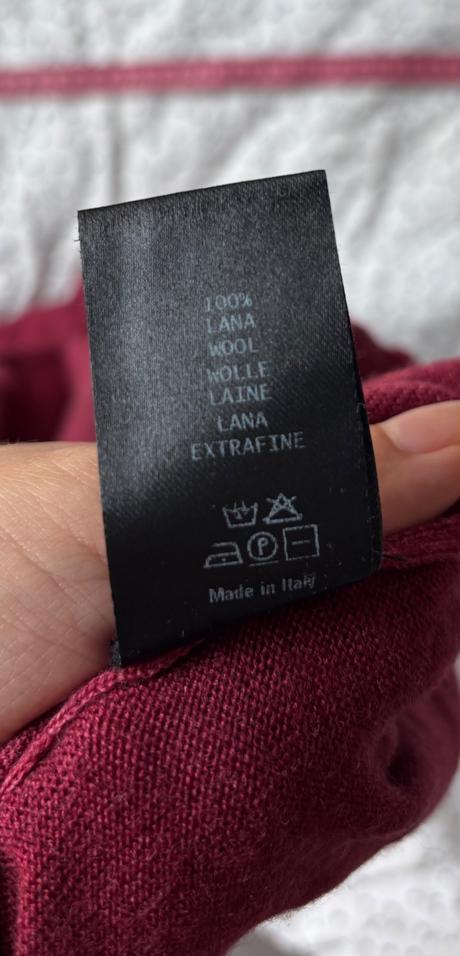 100%
LANA
WOOL
WOLLE
LAINE
LANA
EXTRAFINE
P
Made in Italy